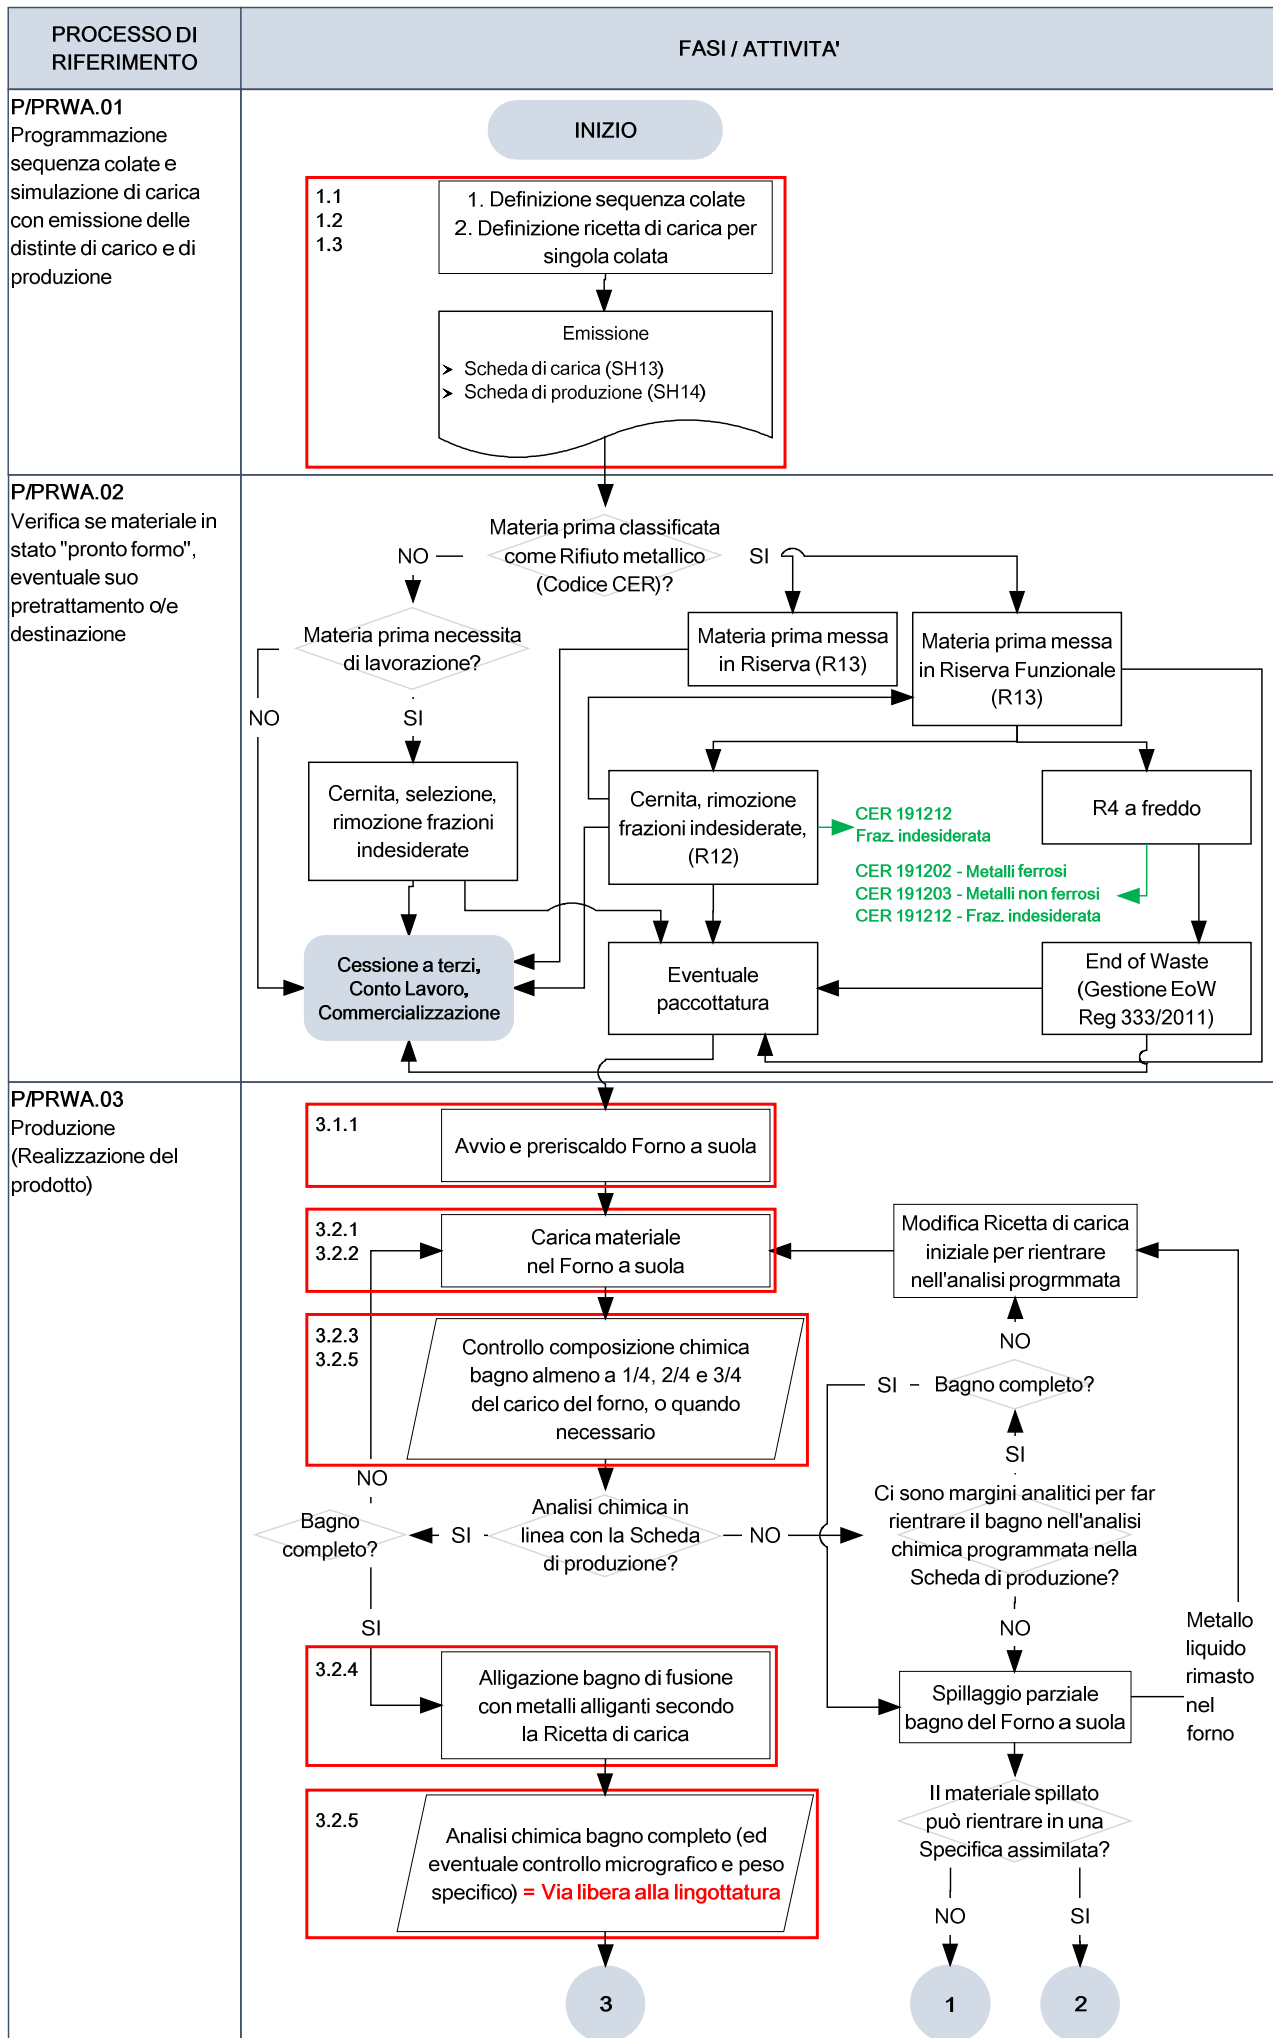 PROCESSO DI
RIFERIMENTO
FASI / ATTIVITA'
P/PRWA.01
Programmazione
sequenza colate e
simulazione di carica
con emissione delle
distinte di carico e di
produzione
INIZIO
1.1
1.2
1.3
1. Definizione sequenza colate
2. Definizione ricetta di carica per
singola colata
Emissione
➢ Scheda di carica (SH13)
➢ Scheda di produzione (SH14)
P/PRWA.02
Verifica se materiale in
stato "pronto formo",
eventuale suo
pretrattamento o/e
destinazione
Materia prima classificata
come Rifiuto metallico
(Codice CER)?
NO
SI
Materia prima necessita
di lavorazione?
NO
SI
Materia prima messa
in Riserva (R13)
Materia prima messa
in Riserva Funzionale
(R13)
Cernita, selezione,
rimozione frazioni
indesiderate
Cernita, rimozione
frazioni indesiderate,
(R12)
CER 191212
Fraz. indesiderata
R4 a freddo
CER 191202 - Metalli ferrosi
CER 191203 - Metalli non ferrosi
CER 191212 - Fraz. indesiderata
Cessione a terzi,
Conto Lavoro,
Commercializzazione
Eventuale
paccottatura
End of Waste
(Gestione EoW
Reg 333/2011)
P/PRWA.03
Produzione
(Realizzazione del
prodotto)
3.1.1
Avvio e preriscaldo Forno a suola
3.2.1
3.2.2
Carica materiale
nel Forno a suola
Modifica Ricetta di carica
iniziale per rientrare
nell'analisi progrmmata
3.2.3
3.2.5
Controllo composizione chimica
bagno almeno a 1/4, 2/4 e 3/4
del carico del forno, o quando
necessario
NO
SI
Bagno completo?
SI
NO
Bagno
completo?
SI
Analisi chimica in
linea con la Scheda
di produzione?
NO
Ci sono margini analitici per far
rientrare il bagno nell'analisi
chimica programmata nella
Scheda di produzione?
SI
NO
Metallo
liquido
rimasto
nel
forno
3.2.4
Alligazione bagno di fusione
con metalli alliganti secondo
la Ricetta di carica
Spillaggio parziale
bagno del Forno a suola
3.2.5
Analisi chimica bagno completo (ed
eventuale controllo micrografico e peso
specifico) = Via libera alla lingottatura
Il materiale spillato
può rientrare in una
Specifica assimilata?
NO
SI
3
1
2